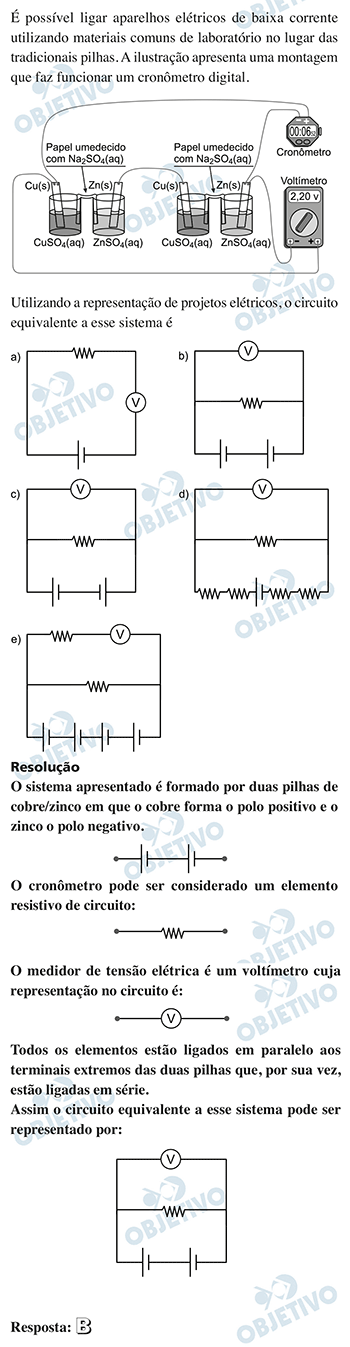 É possível ligar aparelhos elétricos de baixa corrente
utilizando materiais comuns de laboratório no lugar das
tradicionais pilhas. A ilustração apresenta uma montagem
que faz funcionar um cronômetro digital.
00:06
Cronômetro
Papel umedecido
com Na₂SO₄(aq)
Papel umedecido
com Na₂SO₄(aq)
Voltímetro
2,20 v
Cu(s)
Zn(s)
Cu(s)
Zn(s)
CuSO₄(aq)
ZnSO₄(aq)
CuSO₄(aq)
ZnSO₄(aq)
Utilizando a representação de projetos elétricos, o circuito
equivalente a esse sistema é
a)
V
b)
V
c)
V
d)
V
e)
V
Resolução
O sistema apresentado é formado por duas pilhas de
cobre/zinco em que o cobre forma o polo positivo e o
zinco o polo negativo.
O cronômetro pode ser considerado um elemento
resistivo de circuito:
O medidor de tensão elétrica é um voltímetro cuja
representação no circuito é:
V
Todos os elementos estão ligados em paralelo aos
terminais extremos das duas pilhas que, por sua vez,
estão ligadas em série.
Assim o circuito equivalente a esse sistema pode ser
representado por:
V
Resposta: B
OBJETIVO